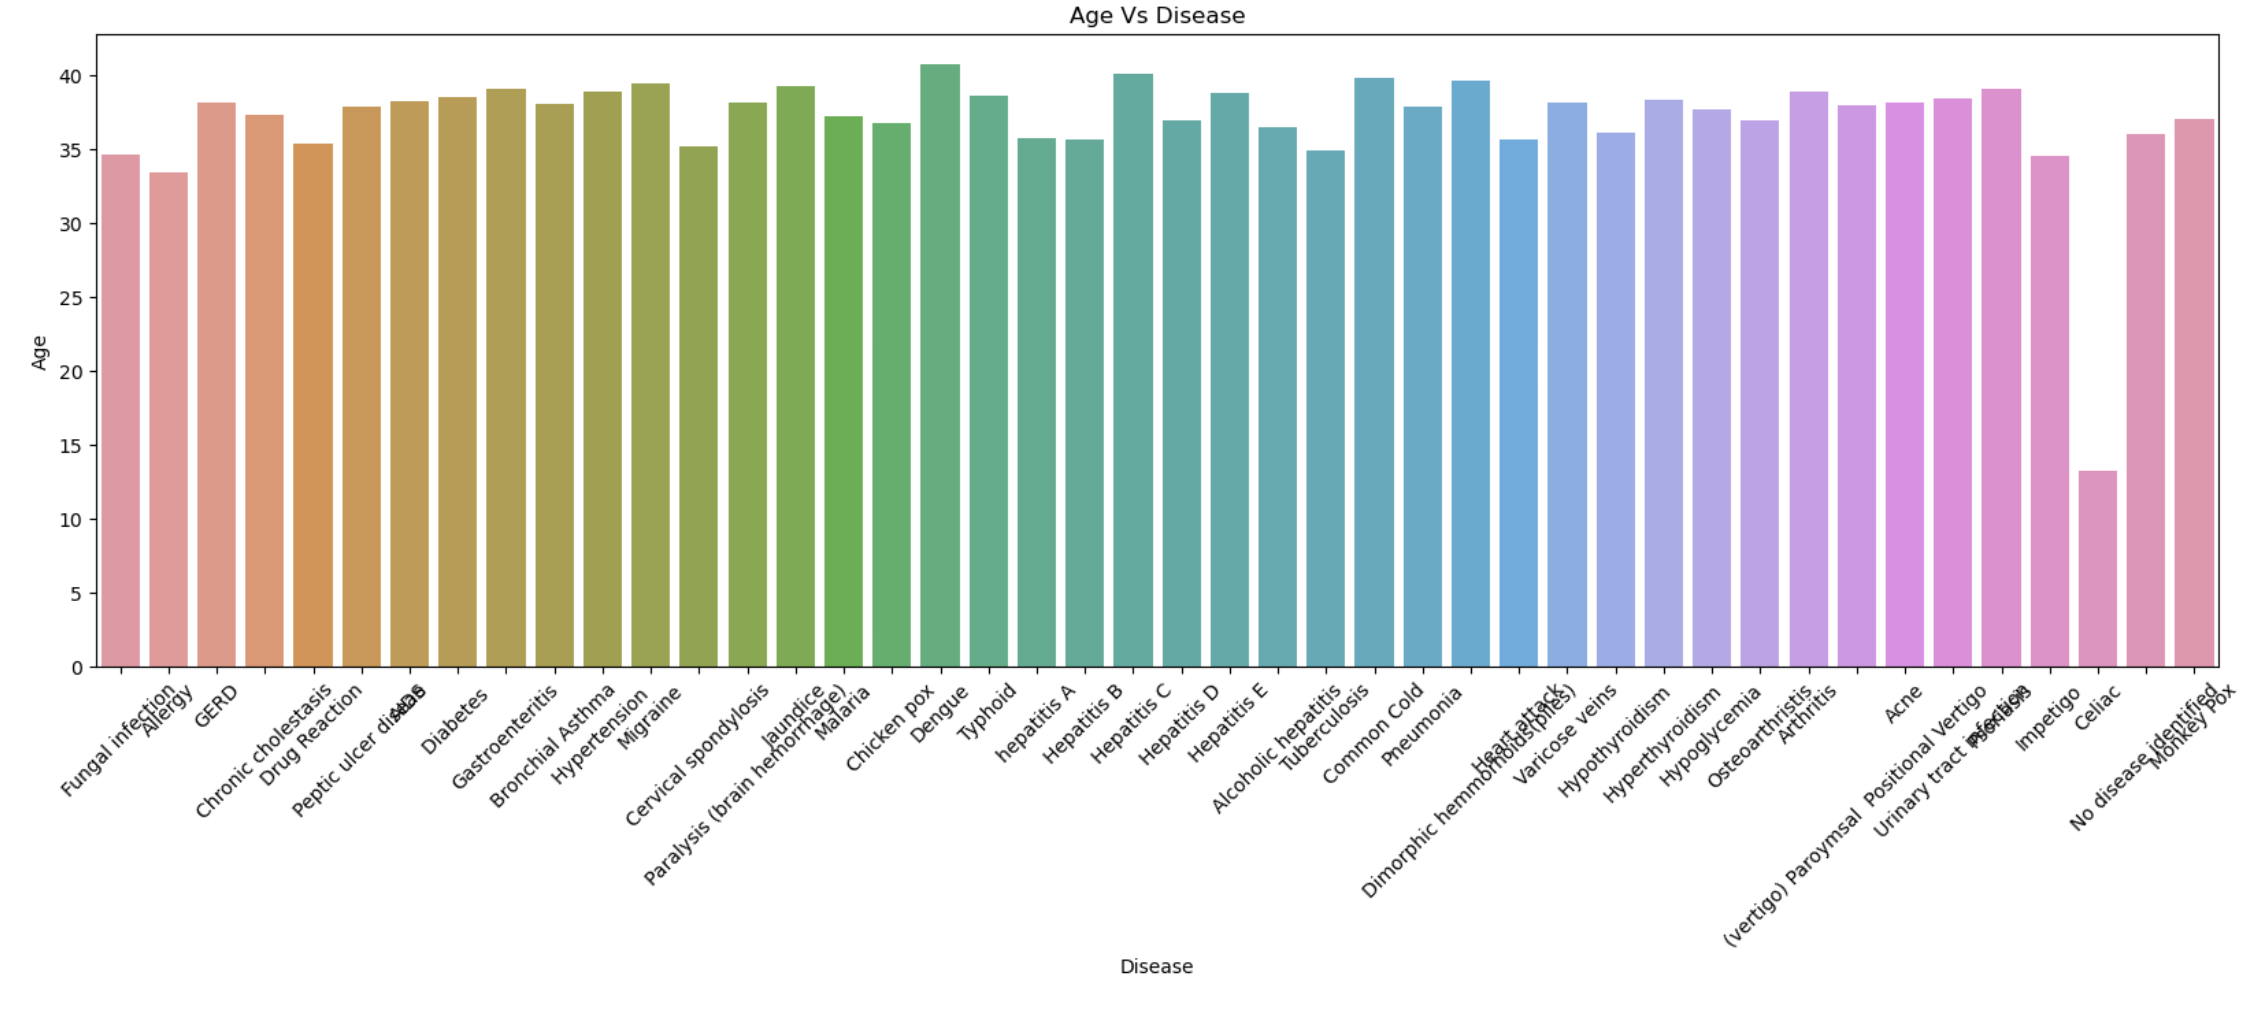 Age Vs Disease
Age
40
35
30
25
20
15
10
5
0
Fungal infection
Allergy
GERD
Chronic cholestasis
Drug Reaction
Peptic ulcer diseae
AIDS
Diabetes
Gastroenteritis
Bronchial Asthma
Hypertension
Migraine
Cervical spondylosis
Paralysis (brain hemorrhage)
Jaundice
Malaria
Chicken pox
Dengue
Typhoid
hepatitis A
Hepatitis B
Hepatitis C
Hepatitis D
Hepatitis E
Alcoholic hepatitis
Tuberculosis
Common Cold
Pneumonia
Dimorphic hemmorhoids(piles)
Heart attack
Varicose veins
Hypothyroidism
Hyperthyroidism
Hypoglycemia
Osteoarthristis
Arthritis
(vertigo) Paroymsal  Positional Vertigo
Acne
Urinary tract infection
Psoriasis
Impetigo
Celiac
No disease identified
Monkey Pox
Disease